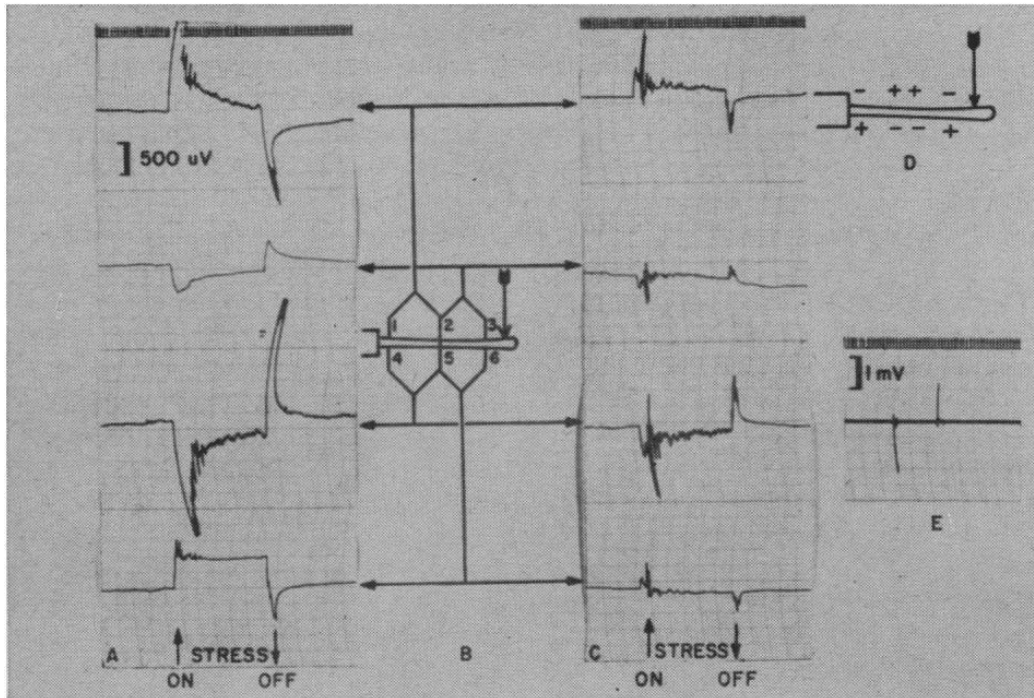 500 uV
- + + -
+ - - +
D
1 2 3
4 5 6
1 mV
E
A STRESS B C STRESS
ON OFF ON OFF